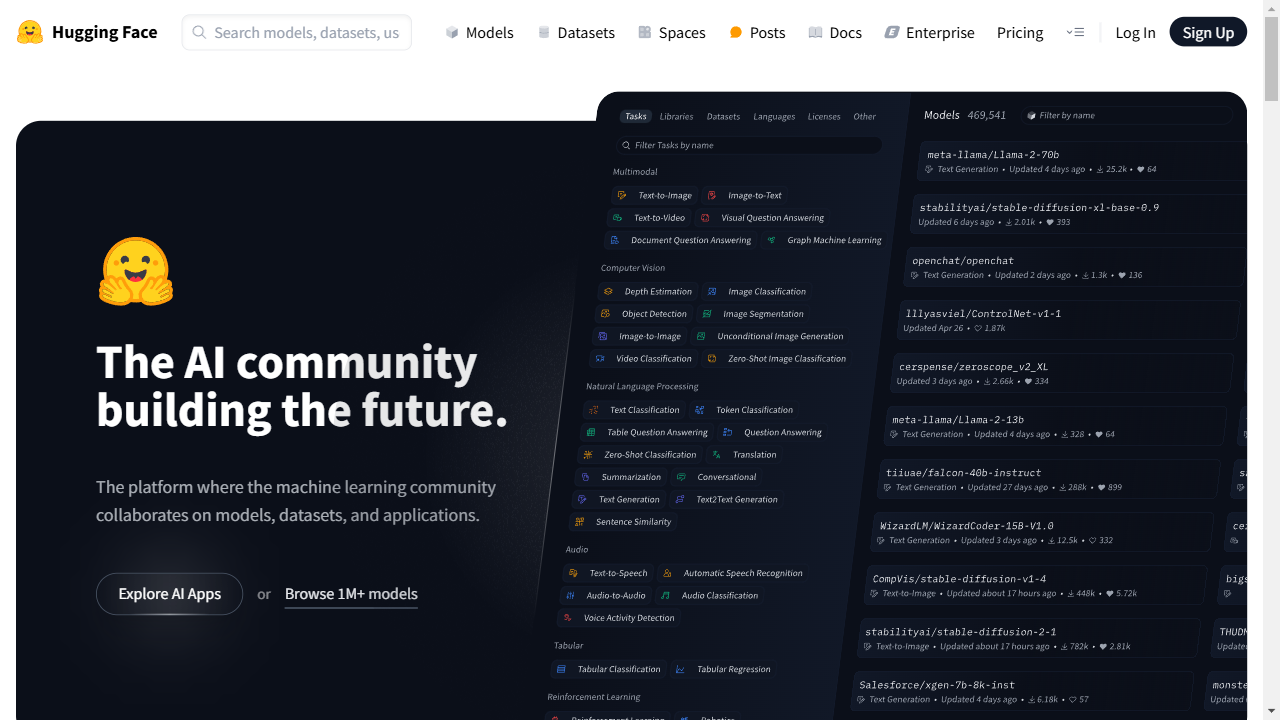 Hugging Face
Search models, datasets, us
Models
Datasets
Spaces
Posts
Docs
Enterprise
Pricing
Log In
Sign Up
The AI community
building the future.
The platform where the machine learning community
collaborates on models, datasets, and applications.
Explore AI Apps or Browse 1M+ models
Tasks Libraries Datasets Languages Licenses Other
Filter Tasks by name
Multimodal
Text-to-Image Image-to-Text
Text-to-Video Visual Question Answering
Document Question Answering Graph Machine Learning
Computer Vision
Depth Estimation Image Classification
Object Detection Image Segmentation
Image-to-Image Unconditional Image Generation
Video Classification Zero-Shot Image Classification
Natural Language Processing
Text Classification Token Classification
Table Question Answering Question Answering
Zero-Shot Classification Translation
Summarization Conversational
Text Generation Text2Text Generation
Sentence Similarity
Audio
Text-to-Speech Automatic Speech Recognition
Audio-to-Audio Audio Classification
Voice Activity Detection
Tabular
Tabular Classification Tabular Regression
Reinforcement Learning
Reinforcement Learning Robotics
Models 469,541 Filter by name
meta-llama/Llama-2-70b
Text Generation • Updated 4 days ago • 25.2k • 64
stabilityai/stable-diffusion-xl-base-0.9
Updated 6 days ago • 2.01k • 393
openchat/openchat
Text Generation • Updated 2 days ago • 1.3k • 136
lllyasviel/ControlNet-v1-1
Updated Apr 26 • 1.87k
cerspense/zeroscope_v2_XL
Updated 3 days ago • 2.66k • 334
meta-llama/Llama-2-13b
Text Generation • Updated 4 days ago • 328 • 64
tiiuae/falcon-40b-instruct
Text Generation • Updated 27 days ago • 288k • 899
WizardLM/WizardCoder-15B-V1.0
Text Generation • Updated 3 days ago • 12.5k • 332
CompVis/stable-diffusion-v1-4
Text-to-Image • Updated about 17 hours ago • 448k • 5.72k
stabilityai/stable-diffusion-2-1
Text-to-Image • Updated about 17 hours ago • 782k • 2.81k
Salesforce/xgen-7b-8k-inst
Text Generation • Updated 4 days ago • 6.18k • 57